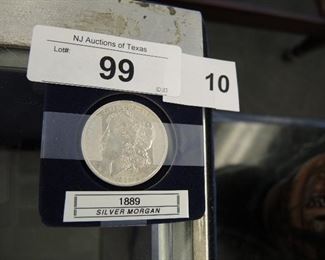 NJ Auctions of Texas
Lot#:
99
10
1889
SILVER MORGAN